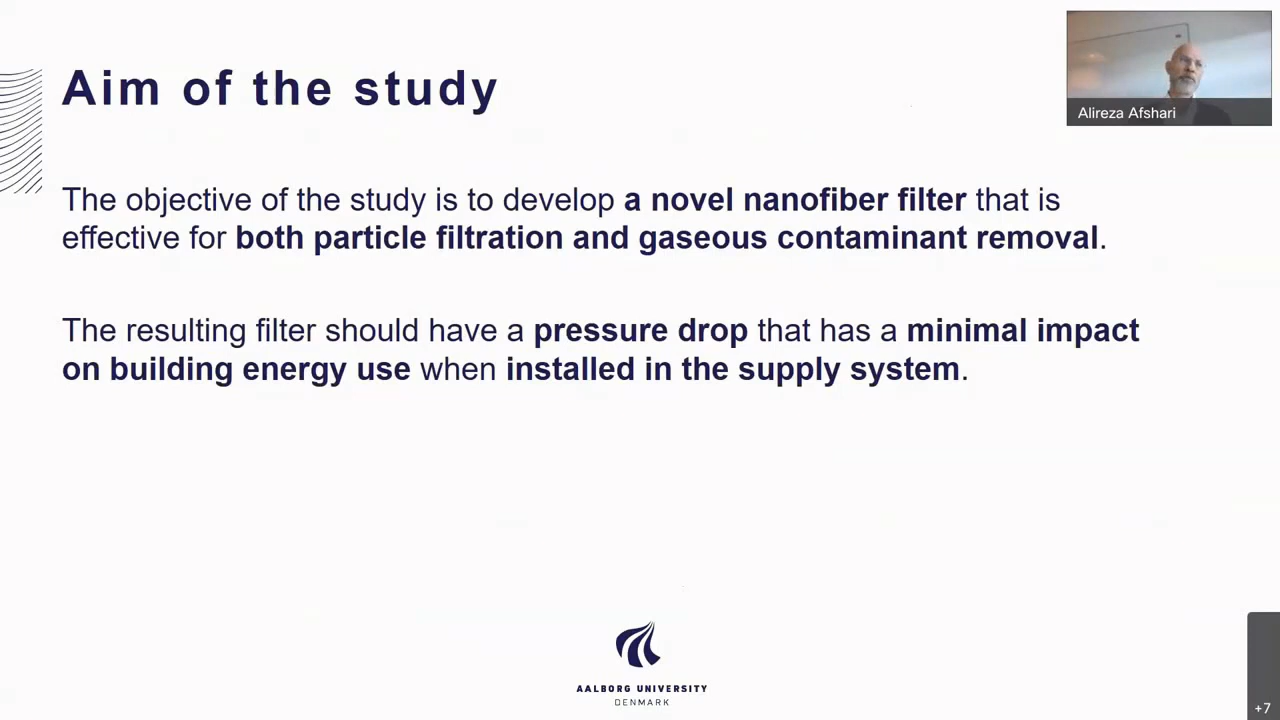 Aim of the study
Alireza Afshari
The objective of the study is to develop a novel nanofiber filter that is
effective for both particle filtration and gaseous contaminant removal.
The resulting filter should have a pressure drop that has a minimal impact
on building energy use when installed in the supply system.
AALBORG UNIVERSITY
DENMARK
+7